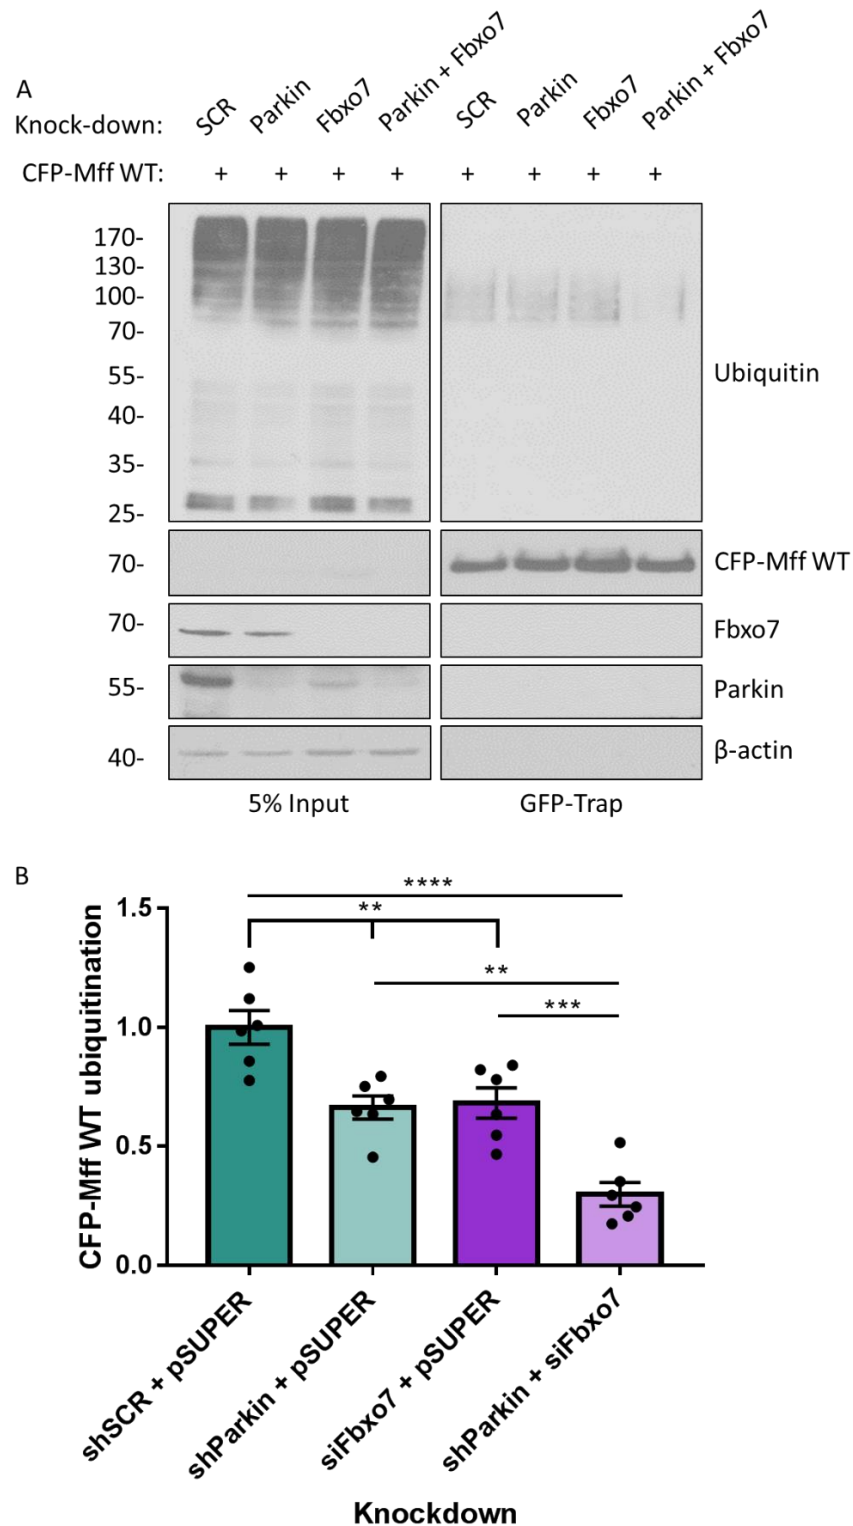 A
Knock-down: SCR Parkin Fbxo7 Parkin + Fbxo7 SCR Parkin Fbxo7 Parkin + Fbxo7
CFP-Mff WT: + + + + + + + +
170-
130-
100-
70-
55-
40-
35-
25-
Ubiquitin
70- CFP-Mff WT
70- Fbxo7
55- Parkin
40- β-actin
5% Input GFP-Trap
B
****
**
**
***
CFP-Mff WT ubiquitination
1.5
1.0
0.5
0.0
shSCR + pSUPER
shParkin + pSUPER
siFbxo7 + pSUPER
shParkin + siFbxo7
Knockdown